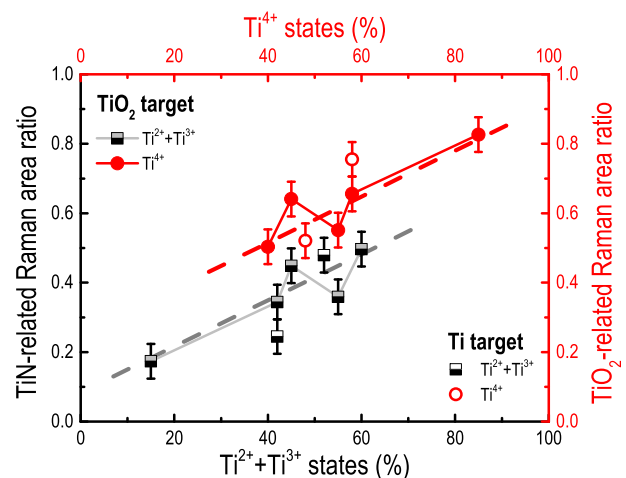 Ti⁴⁺ states (%)
0 20 40 60 80 100
1.0 1.0
TiO₂ target
Ti²⁺+Ti³⁺
Ti⁴⁺
0.8 0.8
0.6 0.6
0.4 0.4
0.2 0.2
0.0 0.0
TiN-related Raman area ratio
TiO₂-related Raman area ratio
Ti target
Ti²⁺+Ti³⁺
Ti⁴⁺
0 20 40 60 80 100
Ti²⁺+Ti³⁺ states (%)